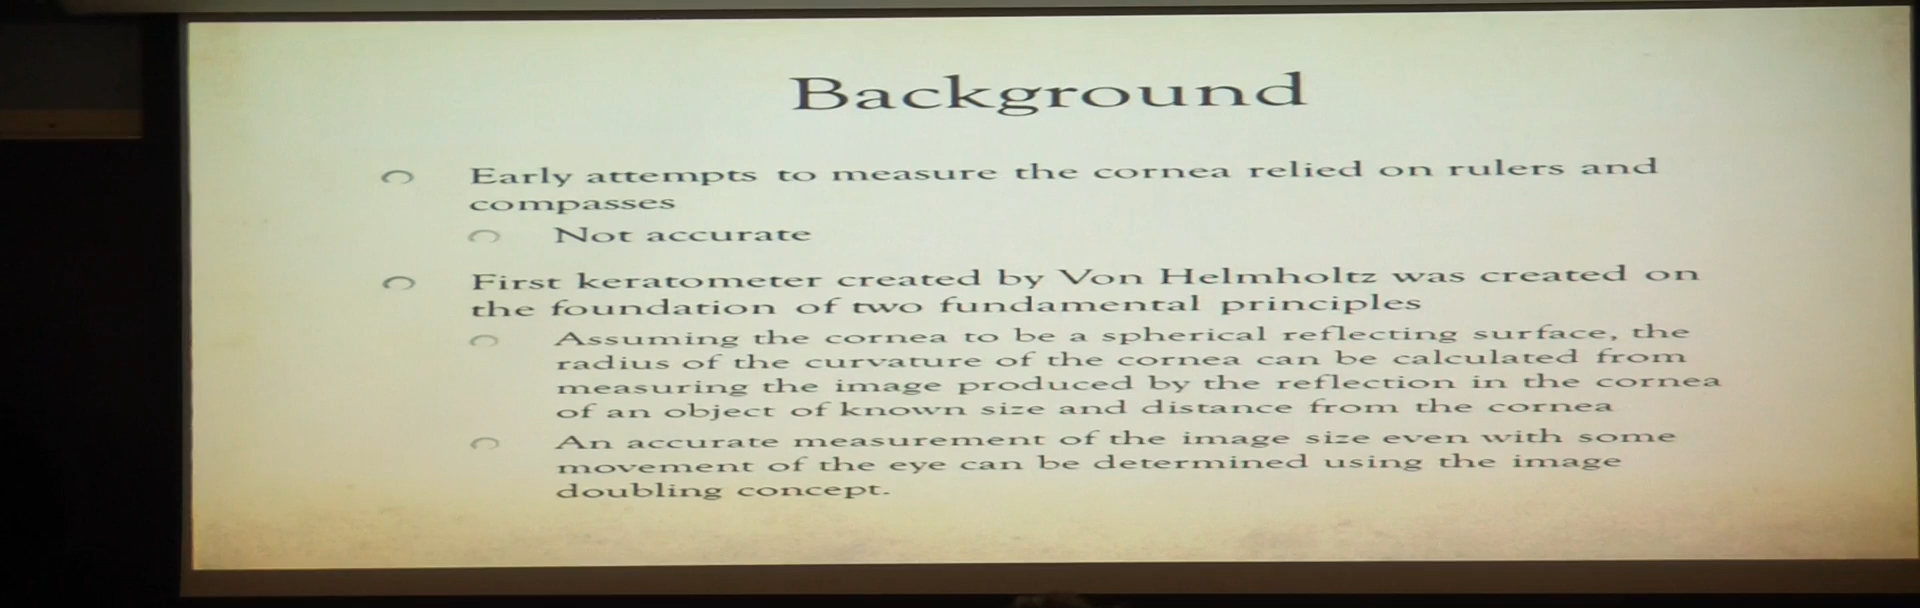 Background
Early attempts to measure the cornea relied on rulers and
compasses
Not accurate
First keratometer created by Von Helmholtz was created on
the foundation of two fundamental principles
Assuming the cornea to be a spherical reflecting surface, the
radius of the curvature of the cornea can be calculated from
measuring the image produced by the reflection in the cornea
of an object of known size and distance from the cornea
An accurate measurement of the image size even with some
movement of the eye can be determined using the image
doubling concept.